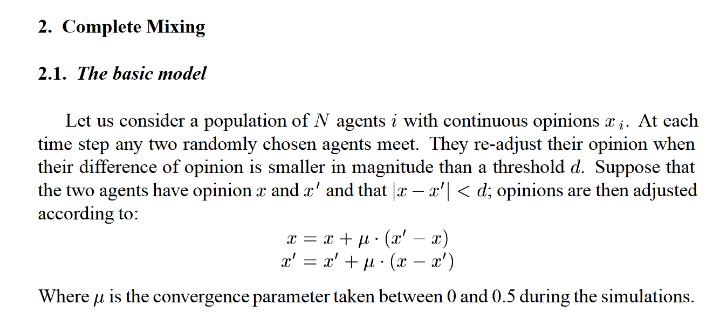 2. Complete Mixing
2.1. The basic model
Let us consider a population of N agents i with continuous opinions x_i. At each
time step any two randomly chosen agents meet. They re-adjust their opinion when
their difference of opinion is smaller in magnitude than a threshold d. Suppose that
the two agents have opinion x and x′ and that |x − x′| < d; opinions are then adjusted
according to:
x = x + μ · (x′ − x)
x′ = x′ + μ · (x − x′)
Where μ is the convergence parameter taken between 0 and 0.5 during the simulations.